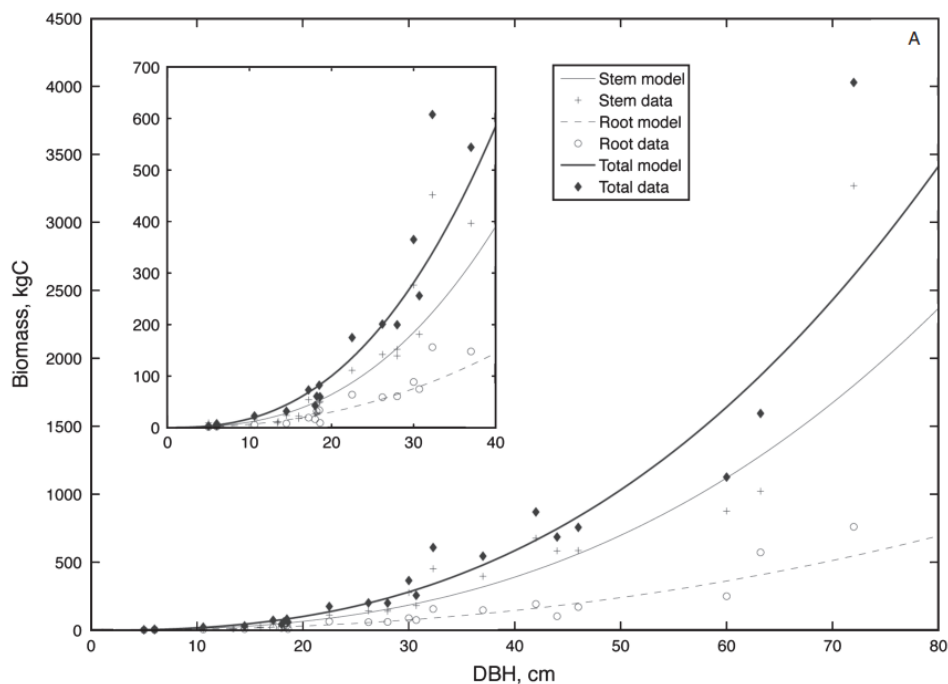 A
4500
4000
3500
3000
2500
2000
1500
1000
500
0
Biomass, kgC
700
600
500
400
300
200
100
0
0 10 20 30 40
Stem model
Stem data
Root model
Root data
Total model
Total data
0 10 20 30 40 50 60 70 80
DBH, cm